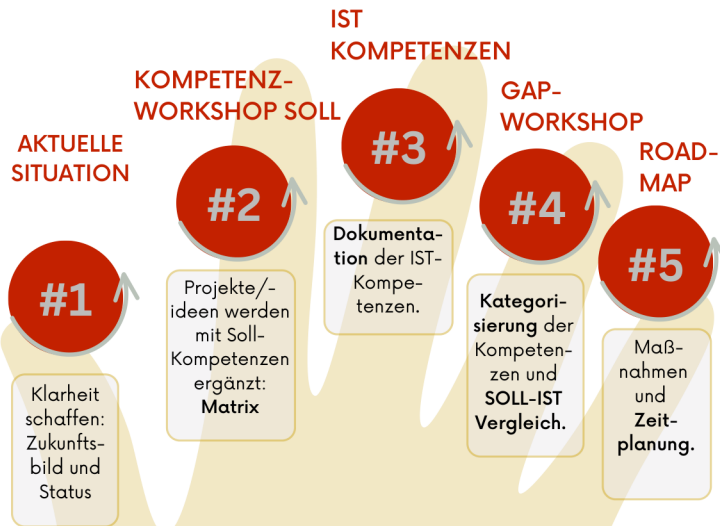 AKTUELLE
SITUATION
#1
Klarheit
schaffen:
Zukunfts-
bild und
Status
KOMPETENZ-
WORKSHOP SOLL
#2
Projekte/-
ideen werden
mit Soll-
Kompetenzen
ergänzt:
Matrix
IST
KOMPETENZEN
#3
Dokumenta-
tion der IST-
Kompe-
tenzen.
GAP-
WORKSHOP
#4
Kategori-
sierung der
Kompeten-
zen und
SOLL-IST
Vergleich.
ROAD-
MAP
#5
Maß-
nahmen
und
Zeit-
planung.